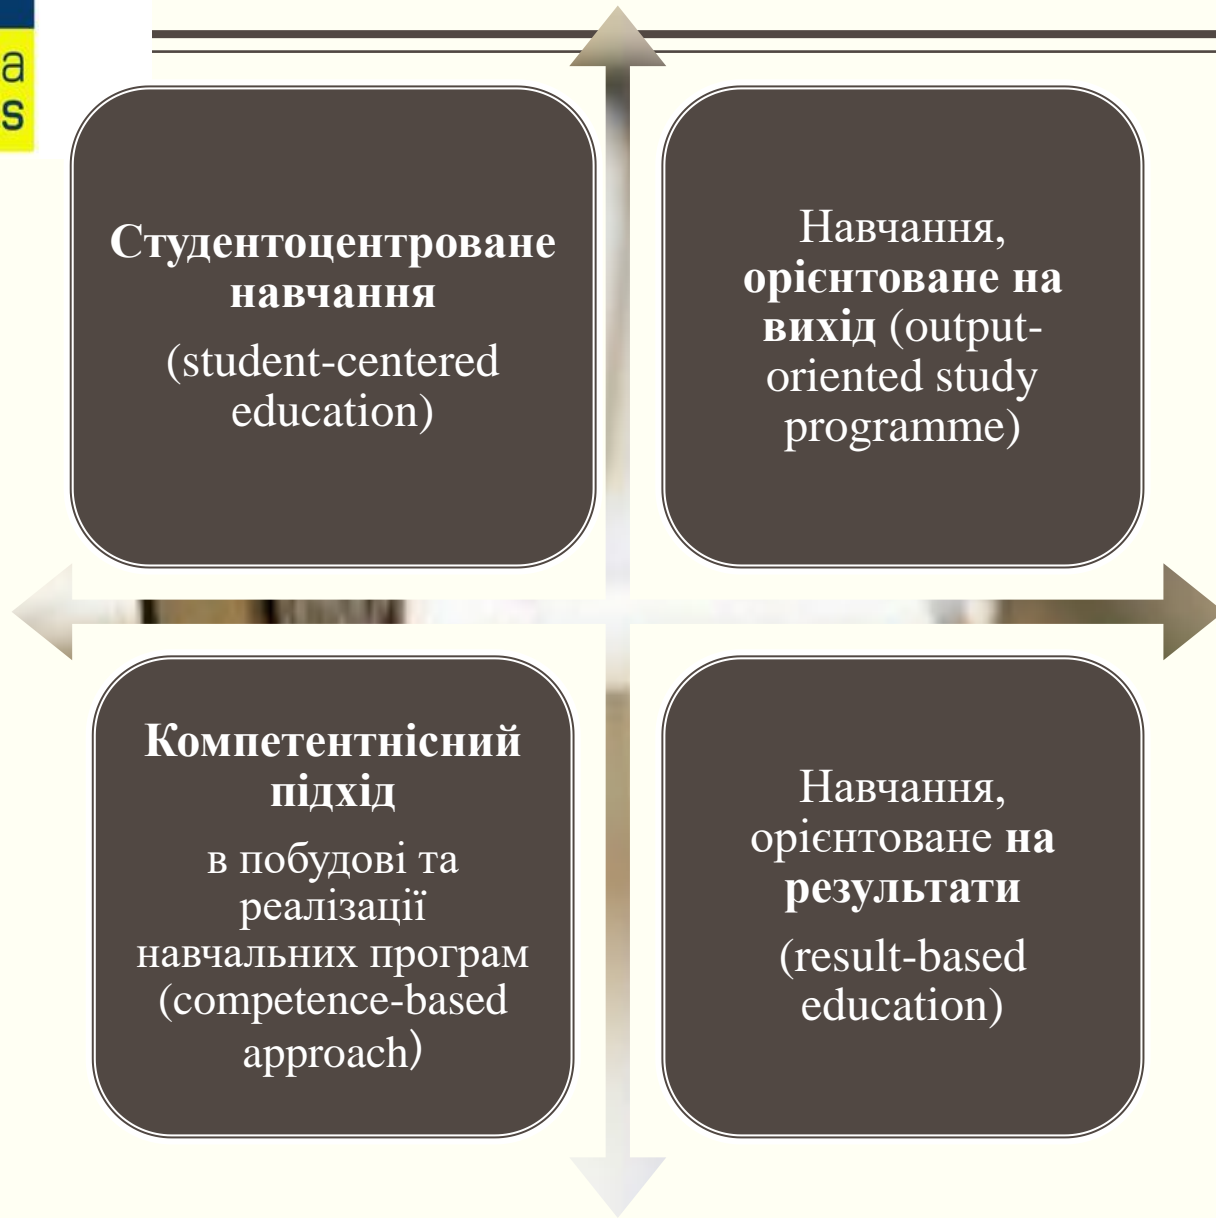 a
s
Студентоцентроване
навчання
(student-centered
education)
Навчання,
орієнтоване на
вихід (output-
oriented study
programme)
Компетентнісний
підхід
в побудові та
реалізації
навчальних програм
(competence-based
approach)
Навчання,
орієнтоване на
результати
(result-based
education)